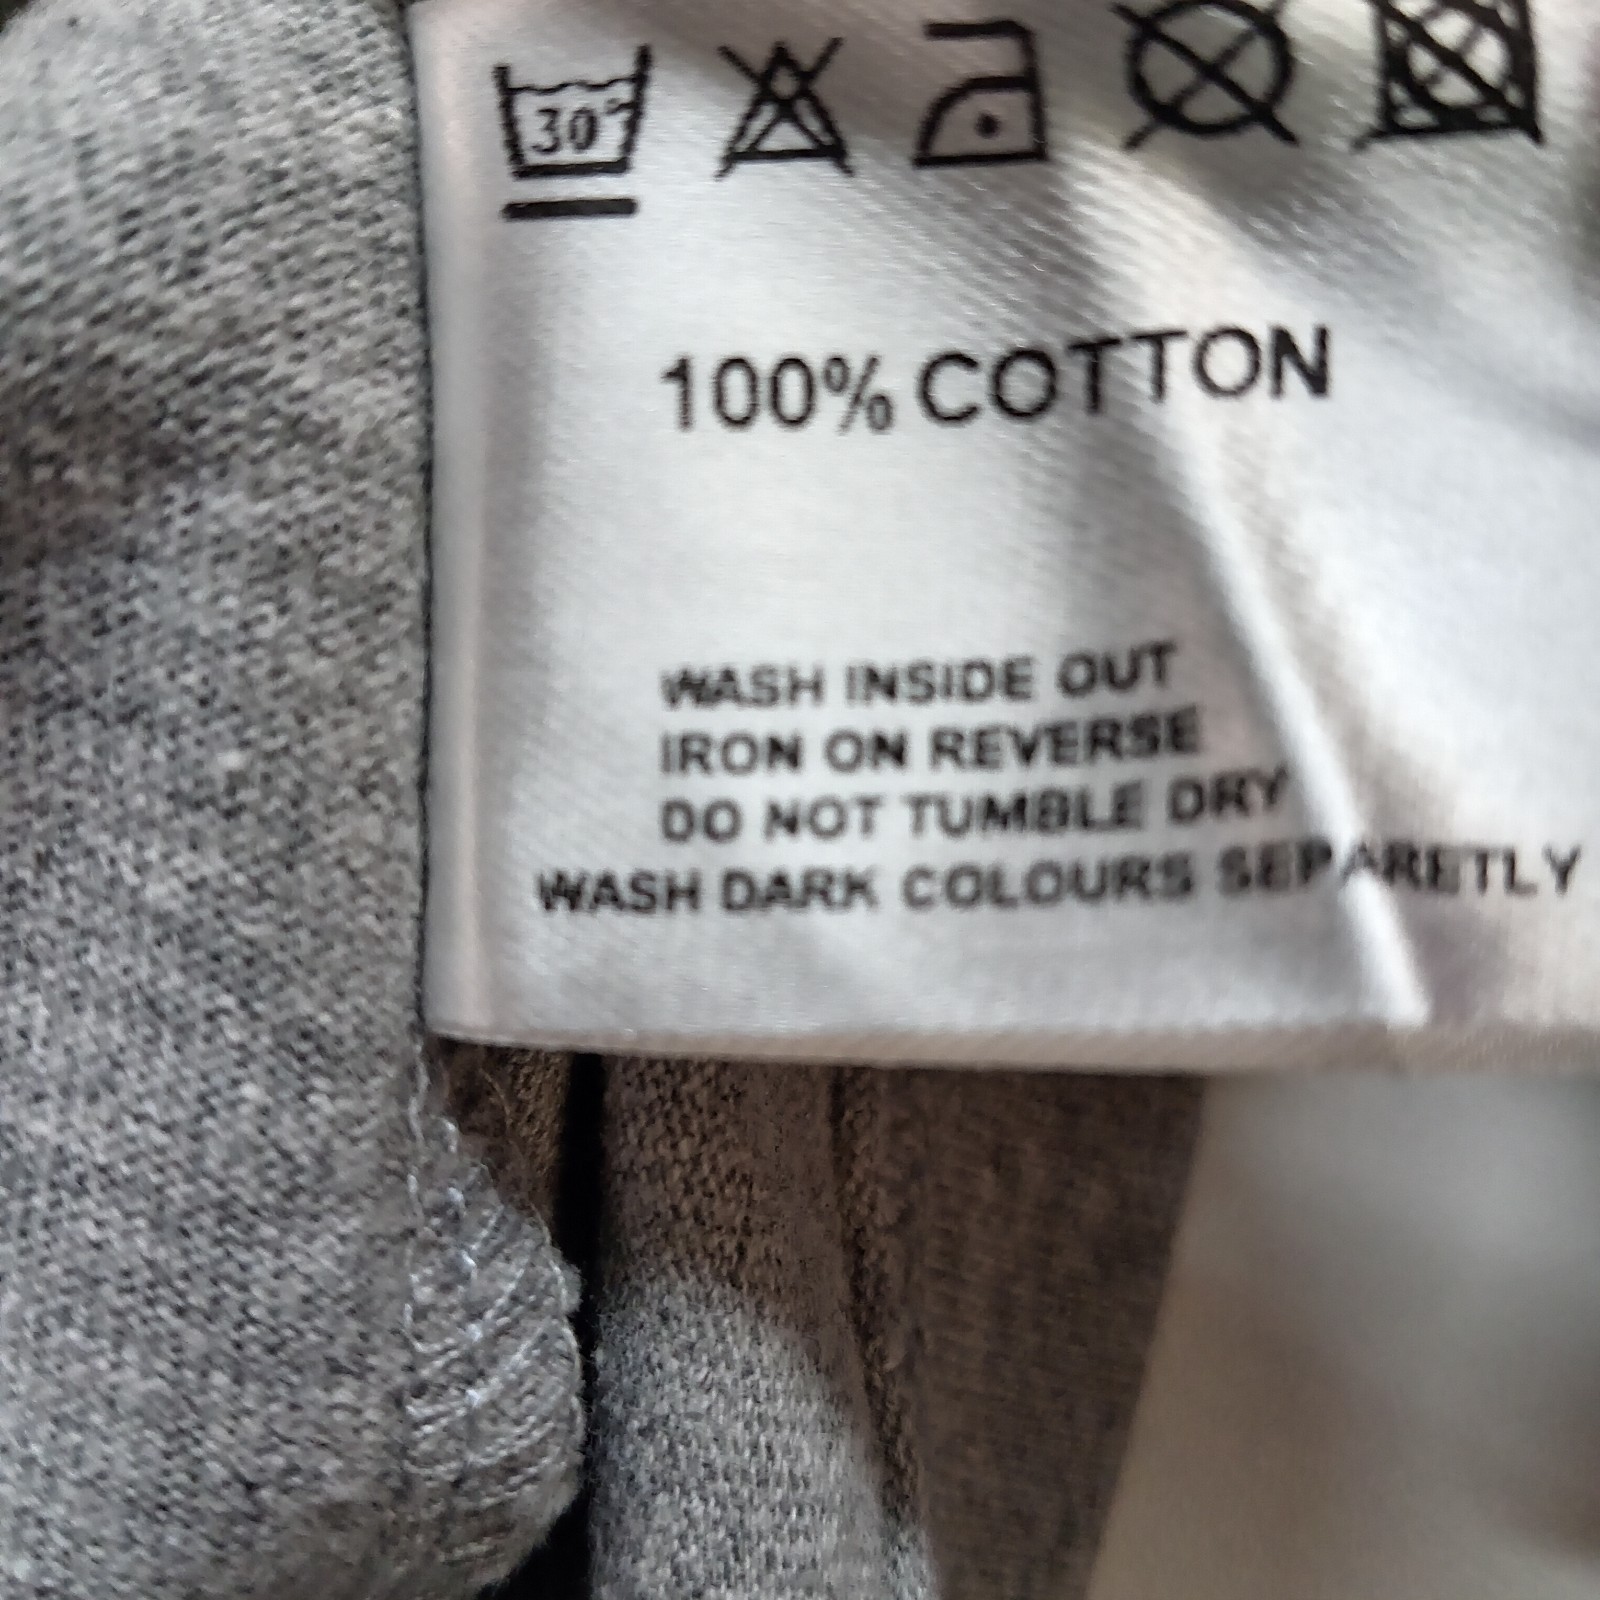 30°
100% COTTON
WASH INSIDE OUT
IRON ON REVERSE
DO NOT TUMBLE DRY
WASH DARK COLOURS SEPARETLY